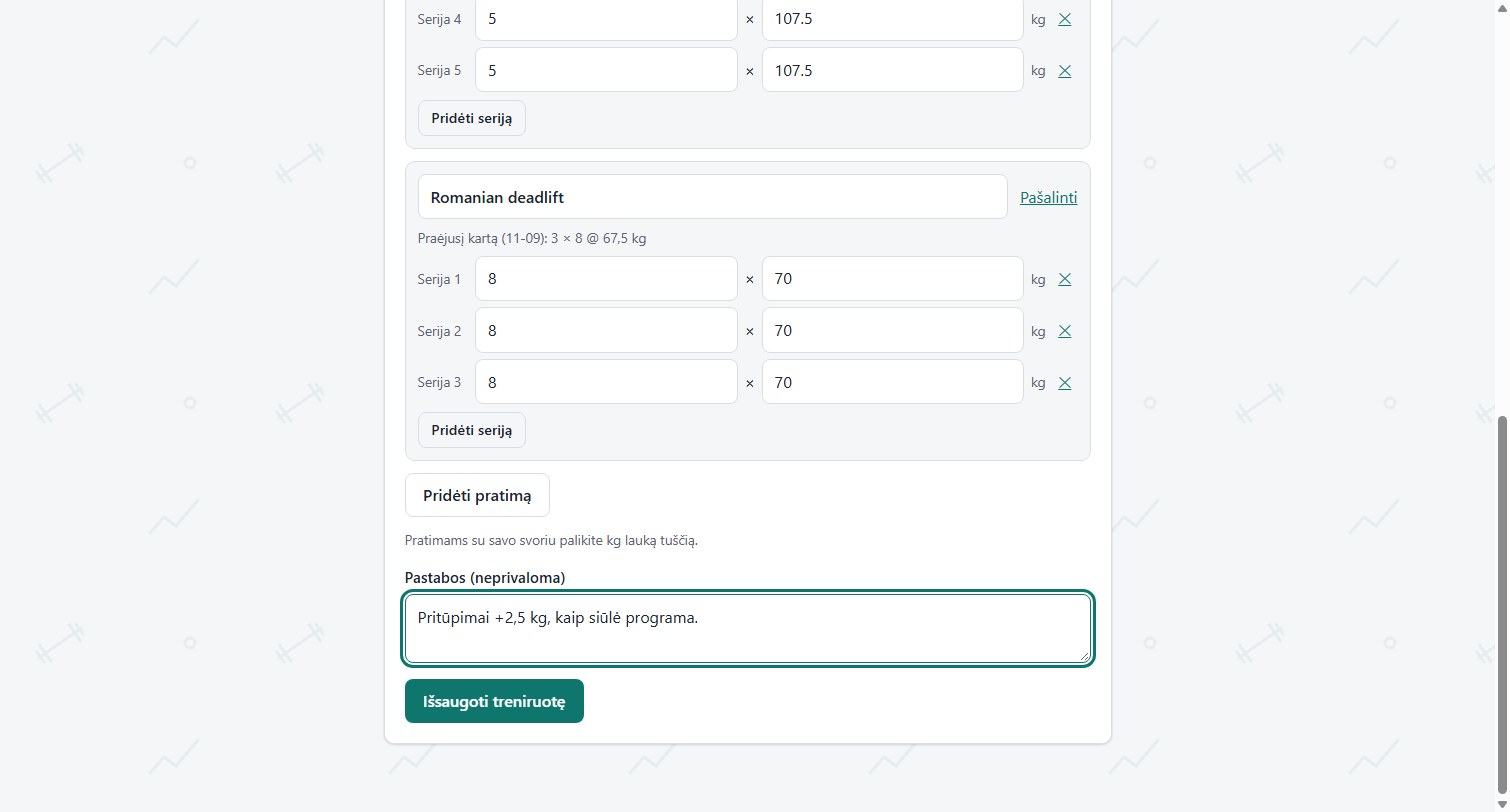 Serija 4 5 × 107.5 kg
Serija 5 5 × 107.5 kg
Pridėti seriją
Romanian deadlift Pašalinti
Praėjusį kartą (11-09): 3 × 8 @ 67,5 kg
Serija 1 8 × 70 kg
Serija 2 8 × 70 kg
Serija 3 8 × 70 kg
Pridėti seriją
Pridėti pratimą
Pratimams su savo svoriu palikite kg lauką tuščią.
Pastabos (neprivaloma)
Pritūpimai +2,5 kg, kaip siūlė programa.
Išsaugoti treniruotę